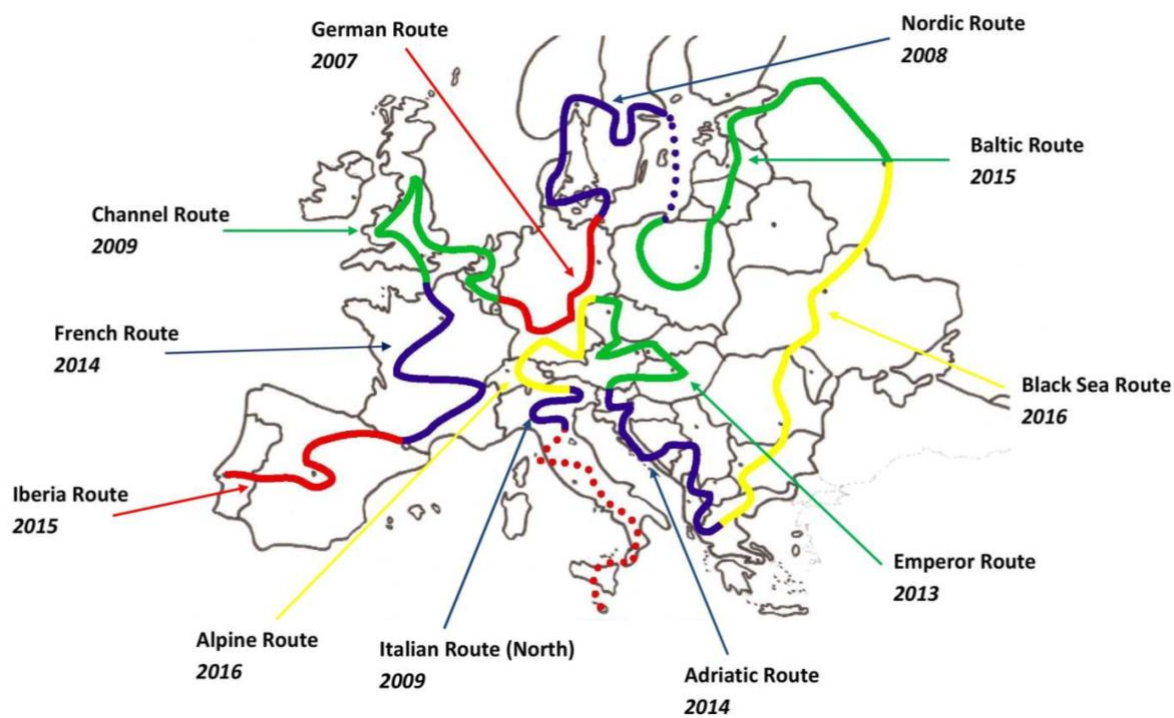 German Route
2007
Nordic Route
2008
Baltic Route
2015
Channel Route
2009
French Route
2014
Black Sea Route
2016
Iberia Route
2015
Emperor Route
2013
Alpine Route
2016
Italian Route (North)
2009
Adriatic Route
2014